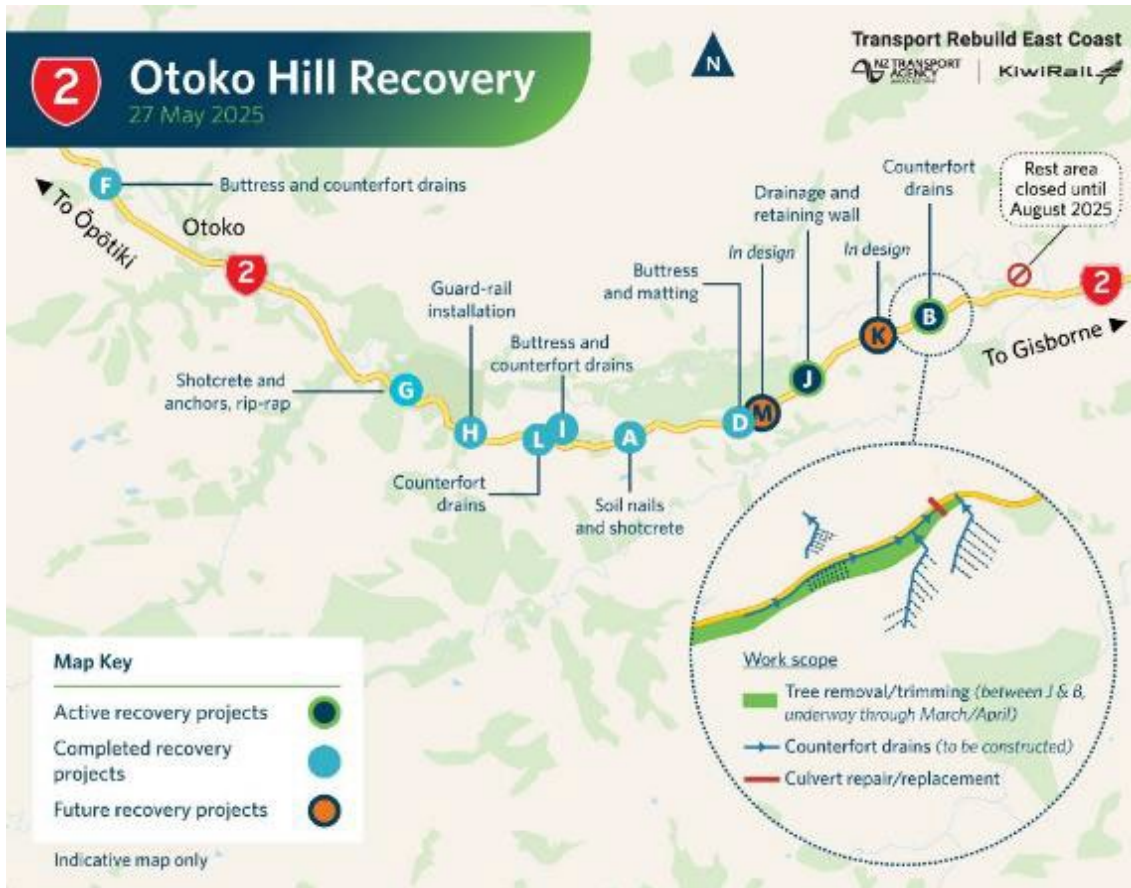 2
Otoko Hill Recovery
27 May 2025
N
Transport Rebuild East Coast
NZ TRANSPORT
AGENCY
KiwiRail
F
Buttress and counterfort drains
To Ōpōtiki
Otoko
2
Guard-rail
installation
Shotcrete and
anchors, rip-rap
G
H
Buttress and
counterfort drains
L
I
Counterfort
drains
A
Soil nails
and shotcrete
Buttress
and matting
D
In design
M
Drainage and
retaining wall
J
In design
K
Counterfort
drains
B
Rest area
closed until
August 2025
2
To Gisborne
Work scope
Tree removal/trimming (between J & B,
underway through March/April)
Counterfort drains (to be constructed)
Culvert repair/replacement
Map Key
Active recovery projects
Completed recovery
projects
Future recovery projects
Indicative map only